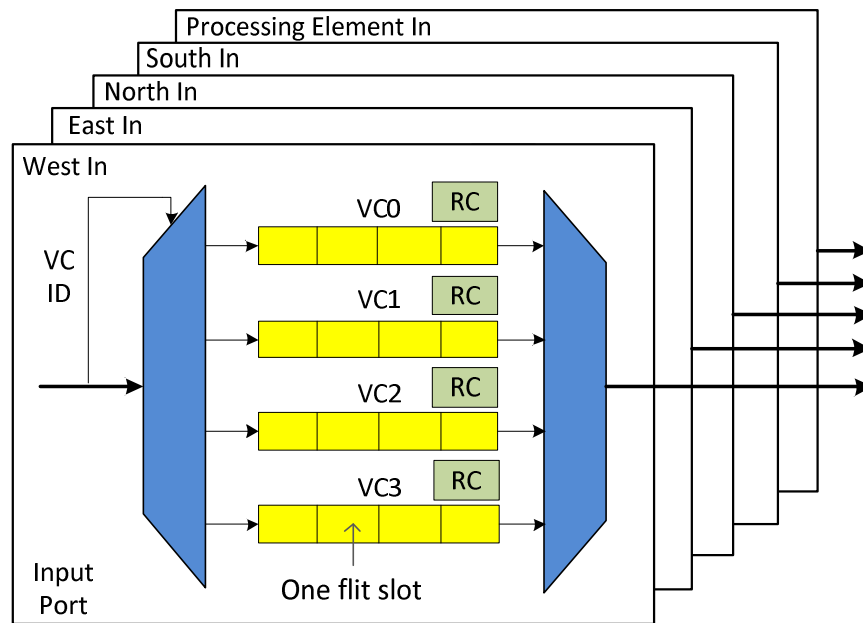 Processing Element In
South In
North In
East In
West In
VC0
RC
VC
ID
VC1
RC
VC2
RC
VC3
RC
One flit slot
Input
Port